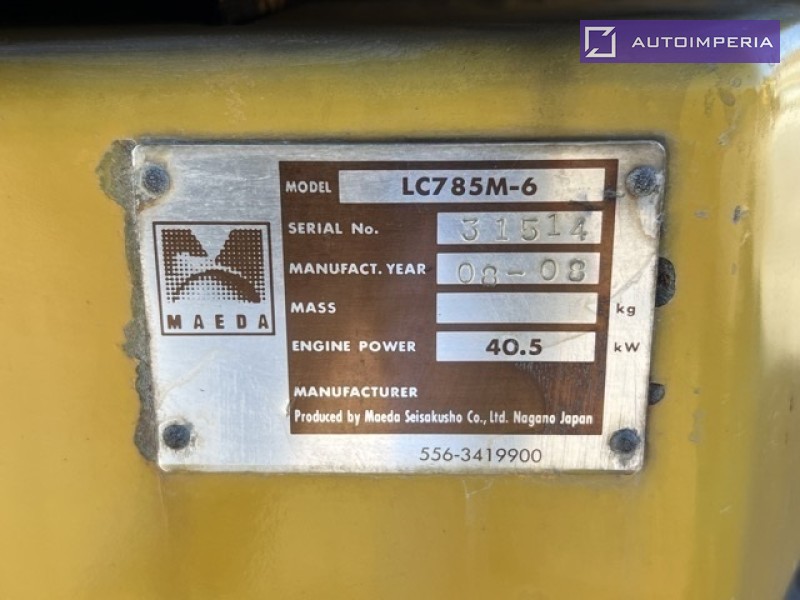 AUTOIMPERIA
MODEL LC785M-6
SERIAL No. 31514
MANUFACT. YEAR 08-08
MASS kg
ENGINE POWER 40.5 kW
MAEDA
MANUFACTURER
Produced by Maeda Seisakusho Co., Ltd. Nagano Japan
556-3419900